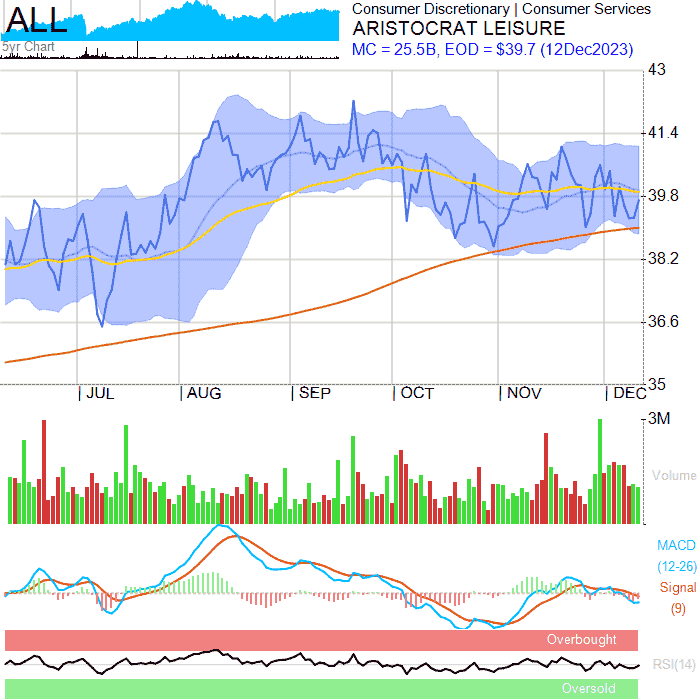 ALL
5yr Chart
Consumer Discretionary | Consumer Services
ARISTOCRAT LEISURE
MC = 25.5B, EOD = $39.7 (12Dec2023)
43
41.4
39.8
38.2
36.6
35
JUL
AUG
SEP
OCT
NOV
DEC
3M
Volume
MACD
(12-26)
Signal
(9)
Overbought
RSI(14)
Oversold